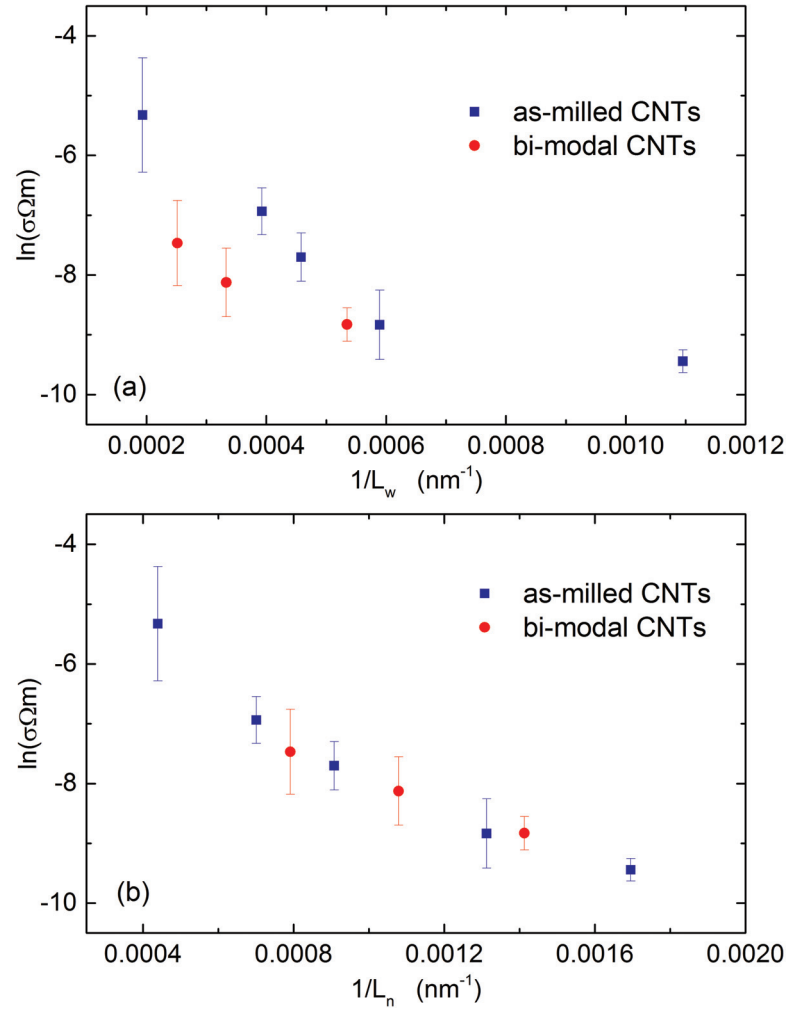 -4
-6
-8
-10
ln(σΩm)
as-milled CNTs
bi-modal CNTs
(a)
0.0002 0.0004 0.0006 0.0008 0.0010 0.0012
1/Lw (nm-1)
-4
-6
-8
-10
ln(σΩm)
as-milled CNTs
bi-modal CNTs
(b)
0.0004 0.0008 0.0012 0.0016 0.0020
1/Ln (nm-1)